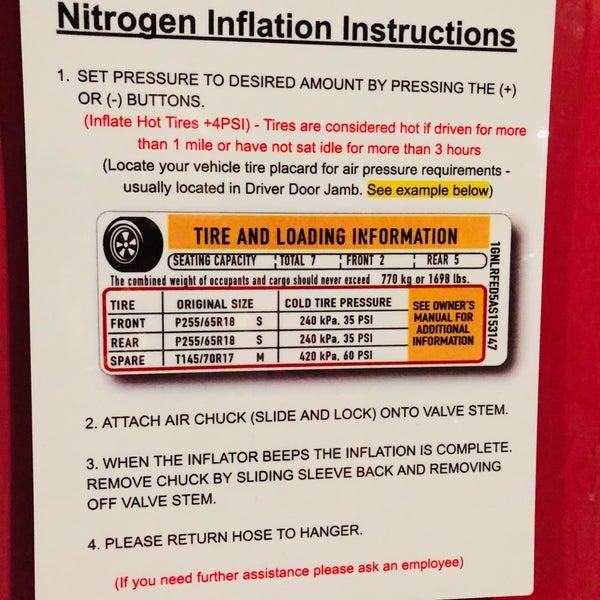 Nitrogen Inflation Instructions
1. SET PRESSURE TO DESIRED AMOUNT BY PRESSING THE (+)
OR (-) BUTTONS.
(Inflate Hot Tires +4PSI) - Tires are considered hot if driven for more
than 1 mile or have not sat idle for more than 3 hours
(Locate your vehicle tire placard for air pressure requirements -
usually located in Driver Door Jamb. See example below)
TIRE AND LOADING INFORMATION
SEATING CAPACITY TOTAL 7 FRONT 2 REAR 5
The combined weight of occupants and cargo should never exceed 770 kg or 1698 lbs.
TIRE ORIGINAL SIZE COLD TIRE PRESSURE
FRONT P255/65R18 S 240 kPa, 35 PSI
REAR P255/65R18 S 240 kPa, 35 PSI
SPARE T145/70R17 M 420 kPa, 60 PSI
SEE OWNER'S
MANUAL FOR
ADDITIONAL
INFORMATION
1GNLRFED5AS153147
2. ATTACH AIR CHUCK (SLIDE AND LOCK) ONTO VALVE STEM.
3. WHEN THE INFLATOR BEEPS THE INFLATION IS COMPLETE.
REMOVE CHUCK BY SLIDING SLEEVE BACK AND REMOVING
OFF VALVE STEM.
4. PLEASE RETURN HOSE TO HANGER.
(If you need further assistance please ask an employee)